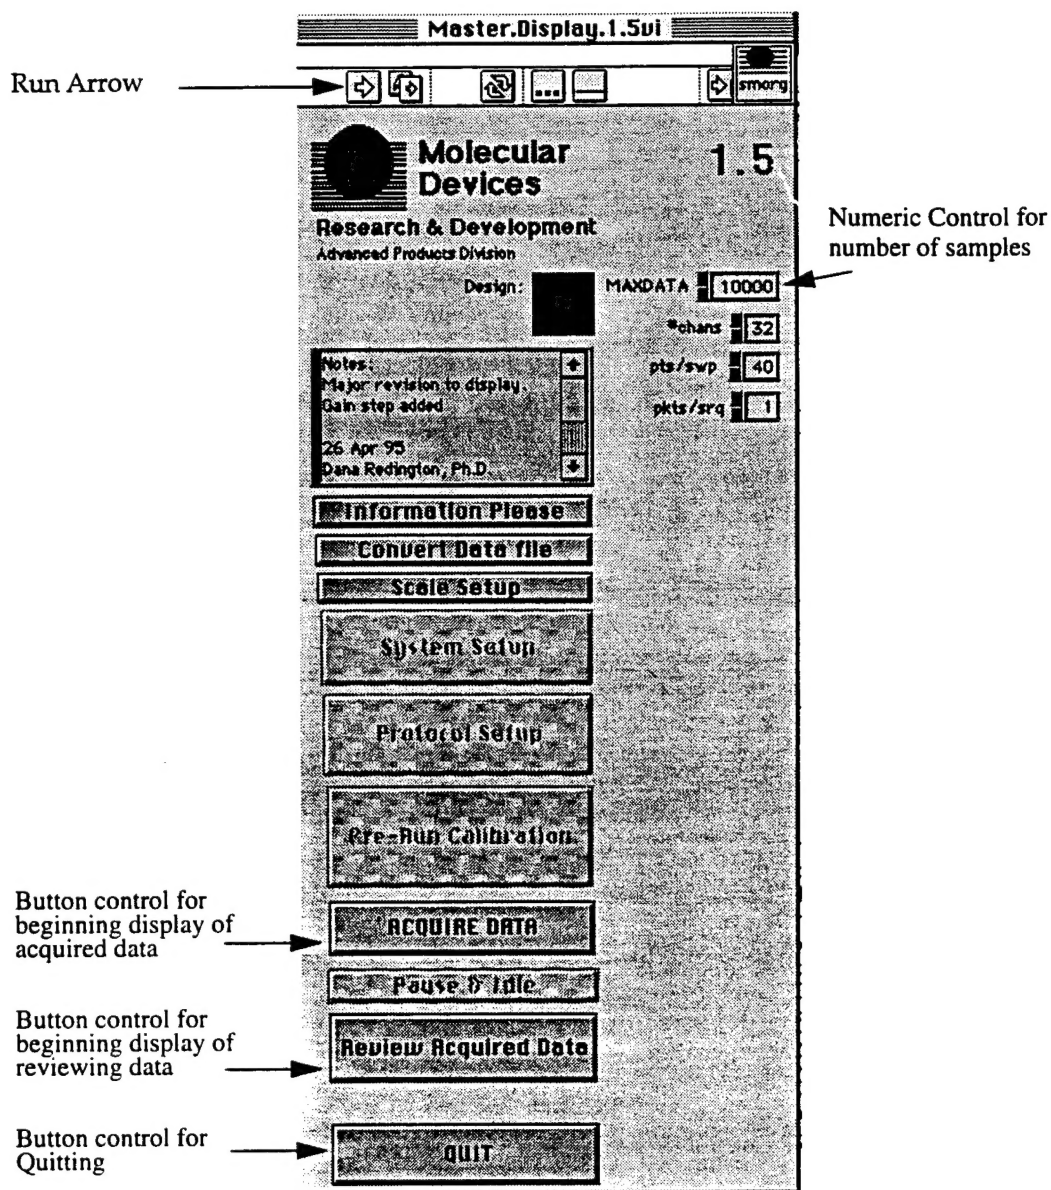 Master.Display.1.5vi
Run Arrow
smarg
Molecular
Devices
1.5
Research & Development
Advanced Products Division
Numeric Control for
number of samples
Design:
MAXDATA 10000
#chans 32
pts/swp 40
pkts/srq 1
Notes:
Major revision to display.
Gain step added
26 Apr 95
Dana Redington, Ph.D.
Information Please
Convert Data file
Scale Setup
System Setup
Protocol Setup
Pre-Run Calibration
Button control for
beginning display of
acquired data
ACQUIRE DATA
Pause & Idle
Button control for
beginning display of
reviewing data
Review Acquired Data
Button control for
Quitting
QUIT